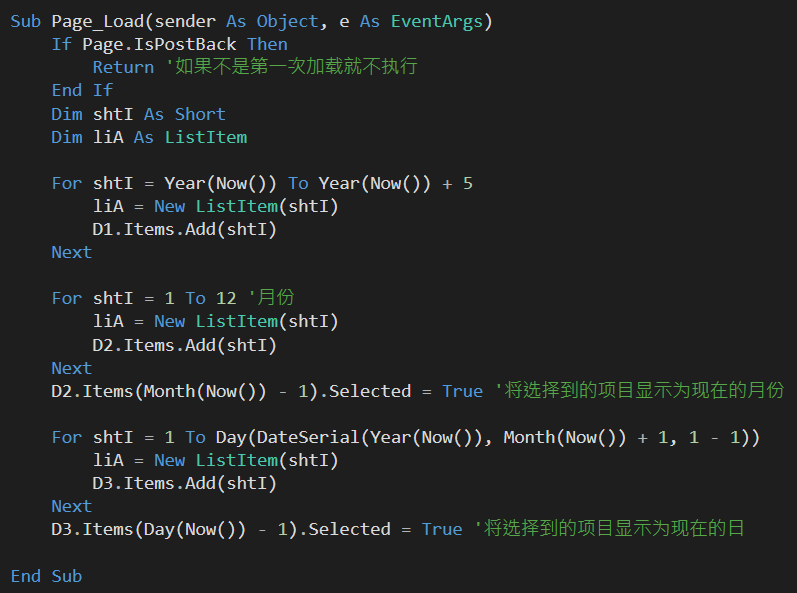 Sub Page_Load(sender As Object, e As EventArgs)
If Page.IsPostBack Then
Return '如果不是第一次加载就不执行
End If
Dim shtI As Short
Dim liA As ListItem
For shtI = Year(Now()) To Year(Now()) + 5
liA = New ListItem(shtI)
D1.Items.Add(shtI)
Next
For shtI = 1 To 12 '月份
liA = New ListItem(shtI)
D2.Items.Add(shtI)
Next
D2.Items(Month(Now()) - 1).Selected = True '将选择到的项目显示为现在的月份
For shtI = 1 To Day(DateSerial(Year(Now()), Month(Now()) + 1, 1 - 1))
liA = New ListItem(shtI)
D3.Items.Add(shtI)
Next
D3.Items(Day(Now()) - 1).Selected = True '将选择到的项目显示为现在的日
End Sub